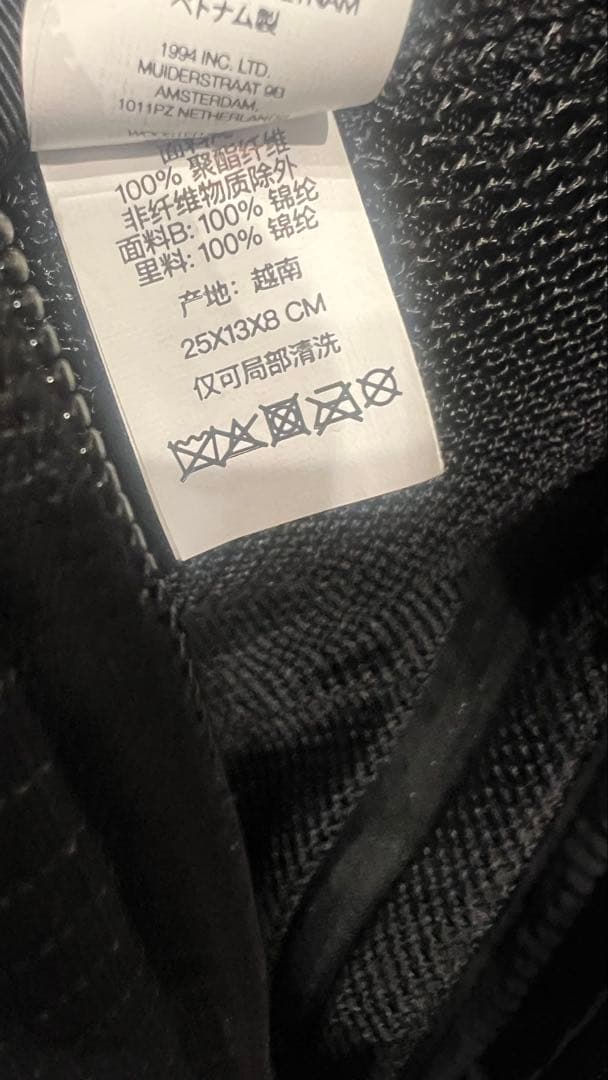 ベトナム製
1994 INC. LTD.
MUIDERSTRAAT 9D
AMSTERDAM,
1011PZ NETHERLAND
100% 聚酯纤维
非纤维物质除外
面料B: 100% 锦纶
里料: 100% 锦纶
产地: 越南
25X13X8 CM
仅可局部清洗